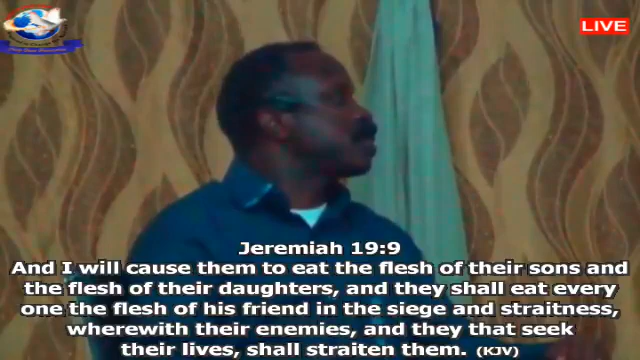 LIVE
Jeremiah 19:9
And I will cause them to eat the flesh of their sons and
the flesh of their daughters, and they shall eat every
one the flesh of his friend in the siege and straitness,
wherewith their enemies, and they that seek
their lives, shall straiten them. (KJV)